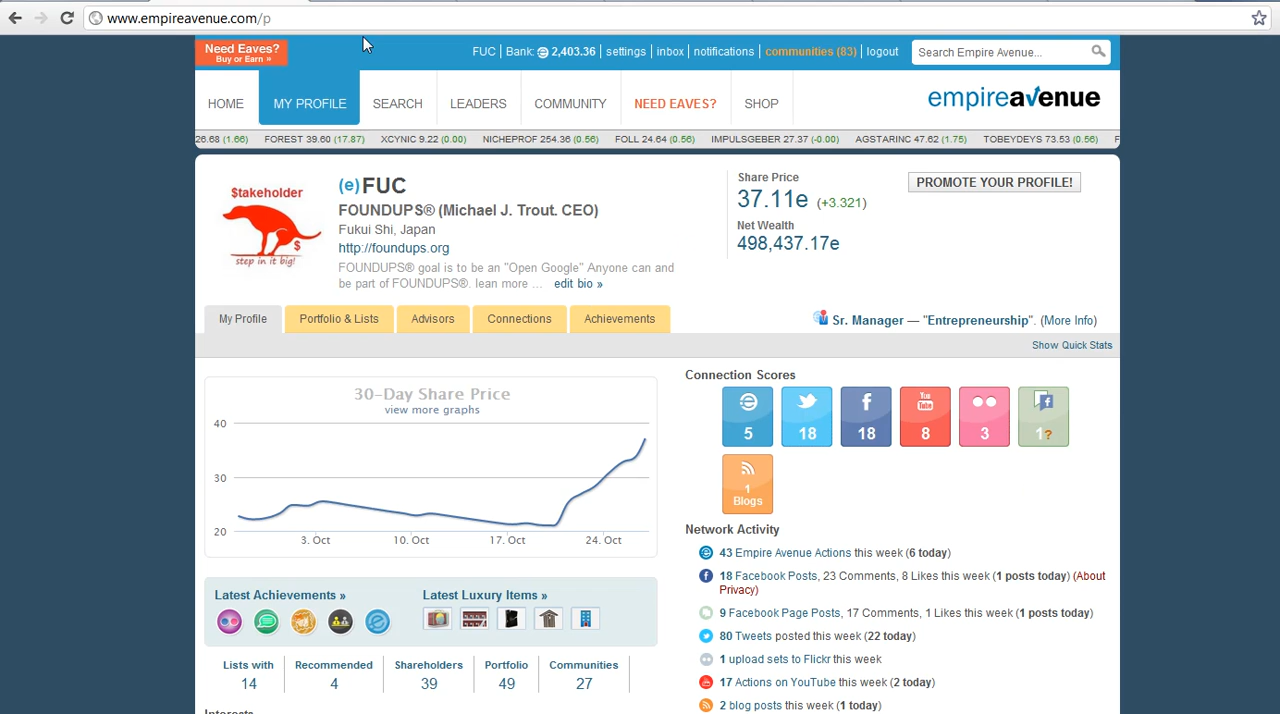 www.empireavenue.com/p
Need Eaves?
Buy or Earn »
FUC | Bank: 2,403.36 | settings | inbox | notifications | communities (83) | logout
Search Empire Avenue...
HOME
MY PROFILE
SEARCH
LEADERS
COMMUNITY
NEED EAVES?
SHOP
empireavenue
26.68 (1.66) FOREST 39.60 (17.87) XCYNIC 9.22 (0.00) NICHEPROF 254.36 (0.56) FOLL 24.64 (0.56) IMPULSGEBER 27.37 (-0.00) AGSTARINC 47.62 (1.75) TOBEYDEYS 73.53 (0.56) F
$takeholder
$
step in it big!
(e) FUC
FOUNDUPS® (Michael J. Trout. CEO)
Fukui Shi, Japan
http://foundups.org
FOUNDUPS® goal is to be an "Open Google" Anyone can and
be part of FOUNDUPS®. lean more ... edit bio »
Share Price
37.11e (+3.321)
Net Wealth
498,437.17e
PROMOTE YOUR PROFILE!
My Profile
Portfolio & Lists
Advisors
Connections
Achievements
Sr. Manager — "Entrepreneurship". (More Info)
Show Quick Stats
30-Day Share Price
view more graphs
40
30
20
3. Oct
10. Oct
17. Oct
24. Oct
Latest Achievements »
Latest Luxury Items »
Lists with
14
Recommended
4
Shareholders
39
Portfolio
49
Communities
27
Interests
Connection Scores
5
18
18
You Tube
8
3
1?
1
Blogs
Network Activity
43 Empire Avenue Actions this week (6 today)
18 Facebook Posts, 23 Comments, 8 Likes this week (1 posts today) (About
Privacy)
9 Facebook Page Posts, 17 Comments, 1 Likes this week (1 posts today)
80 Tweets posted this week (22 today)
1 upload sets to Flickr this week
17 Actions on YouTube this week (2 today)
2 blog posts this week (1 today)